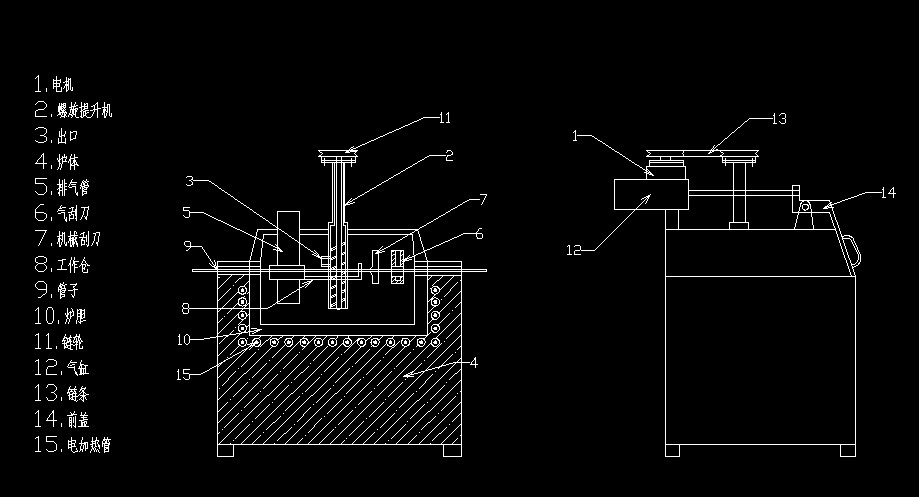 1.电机
2.螺旋提升机
3.出口
4.炉体
5.排气管
6.气刮刀
7.机械刮刀
8.工作仓
9.管子
10.炉胆
11.链轮
12.气缸
13.链条
14.前盖
15.电加热管
11
2
3
7
5
6
9
8
10
15
4
13
1
14
12